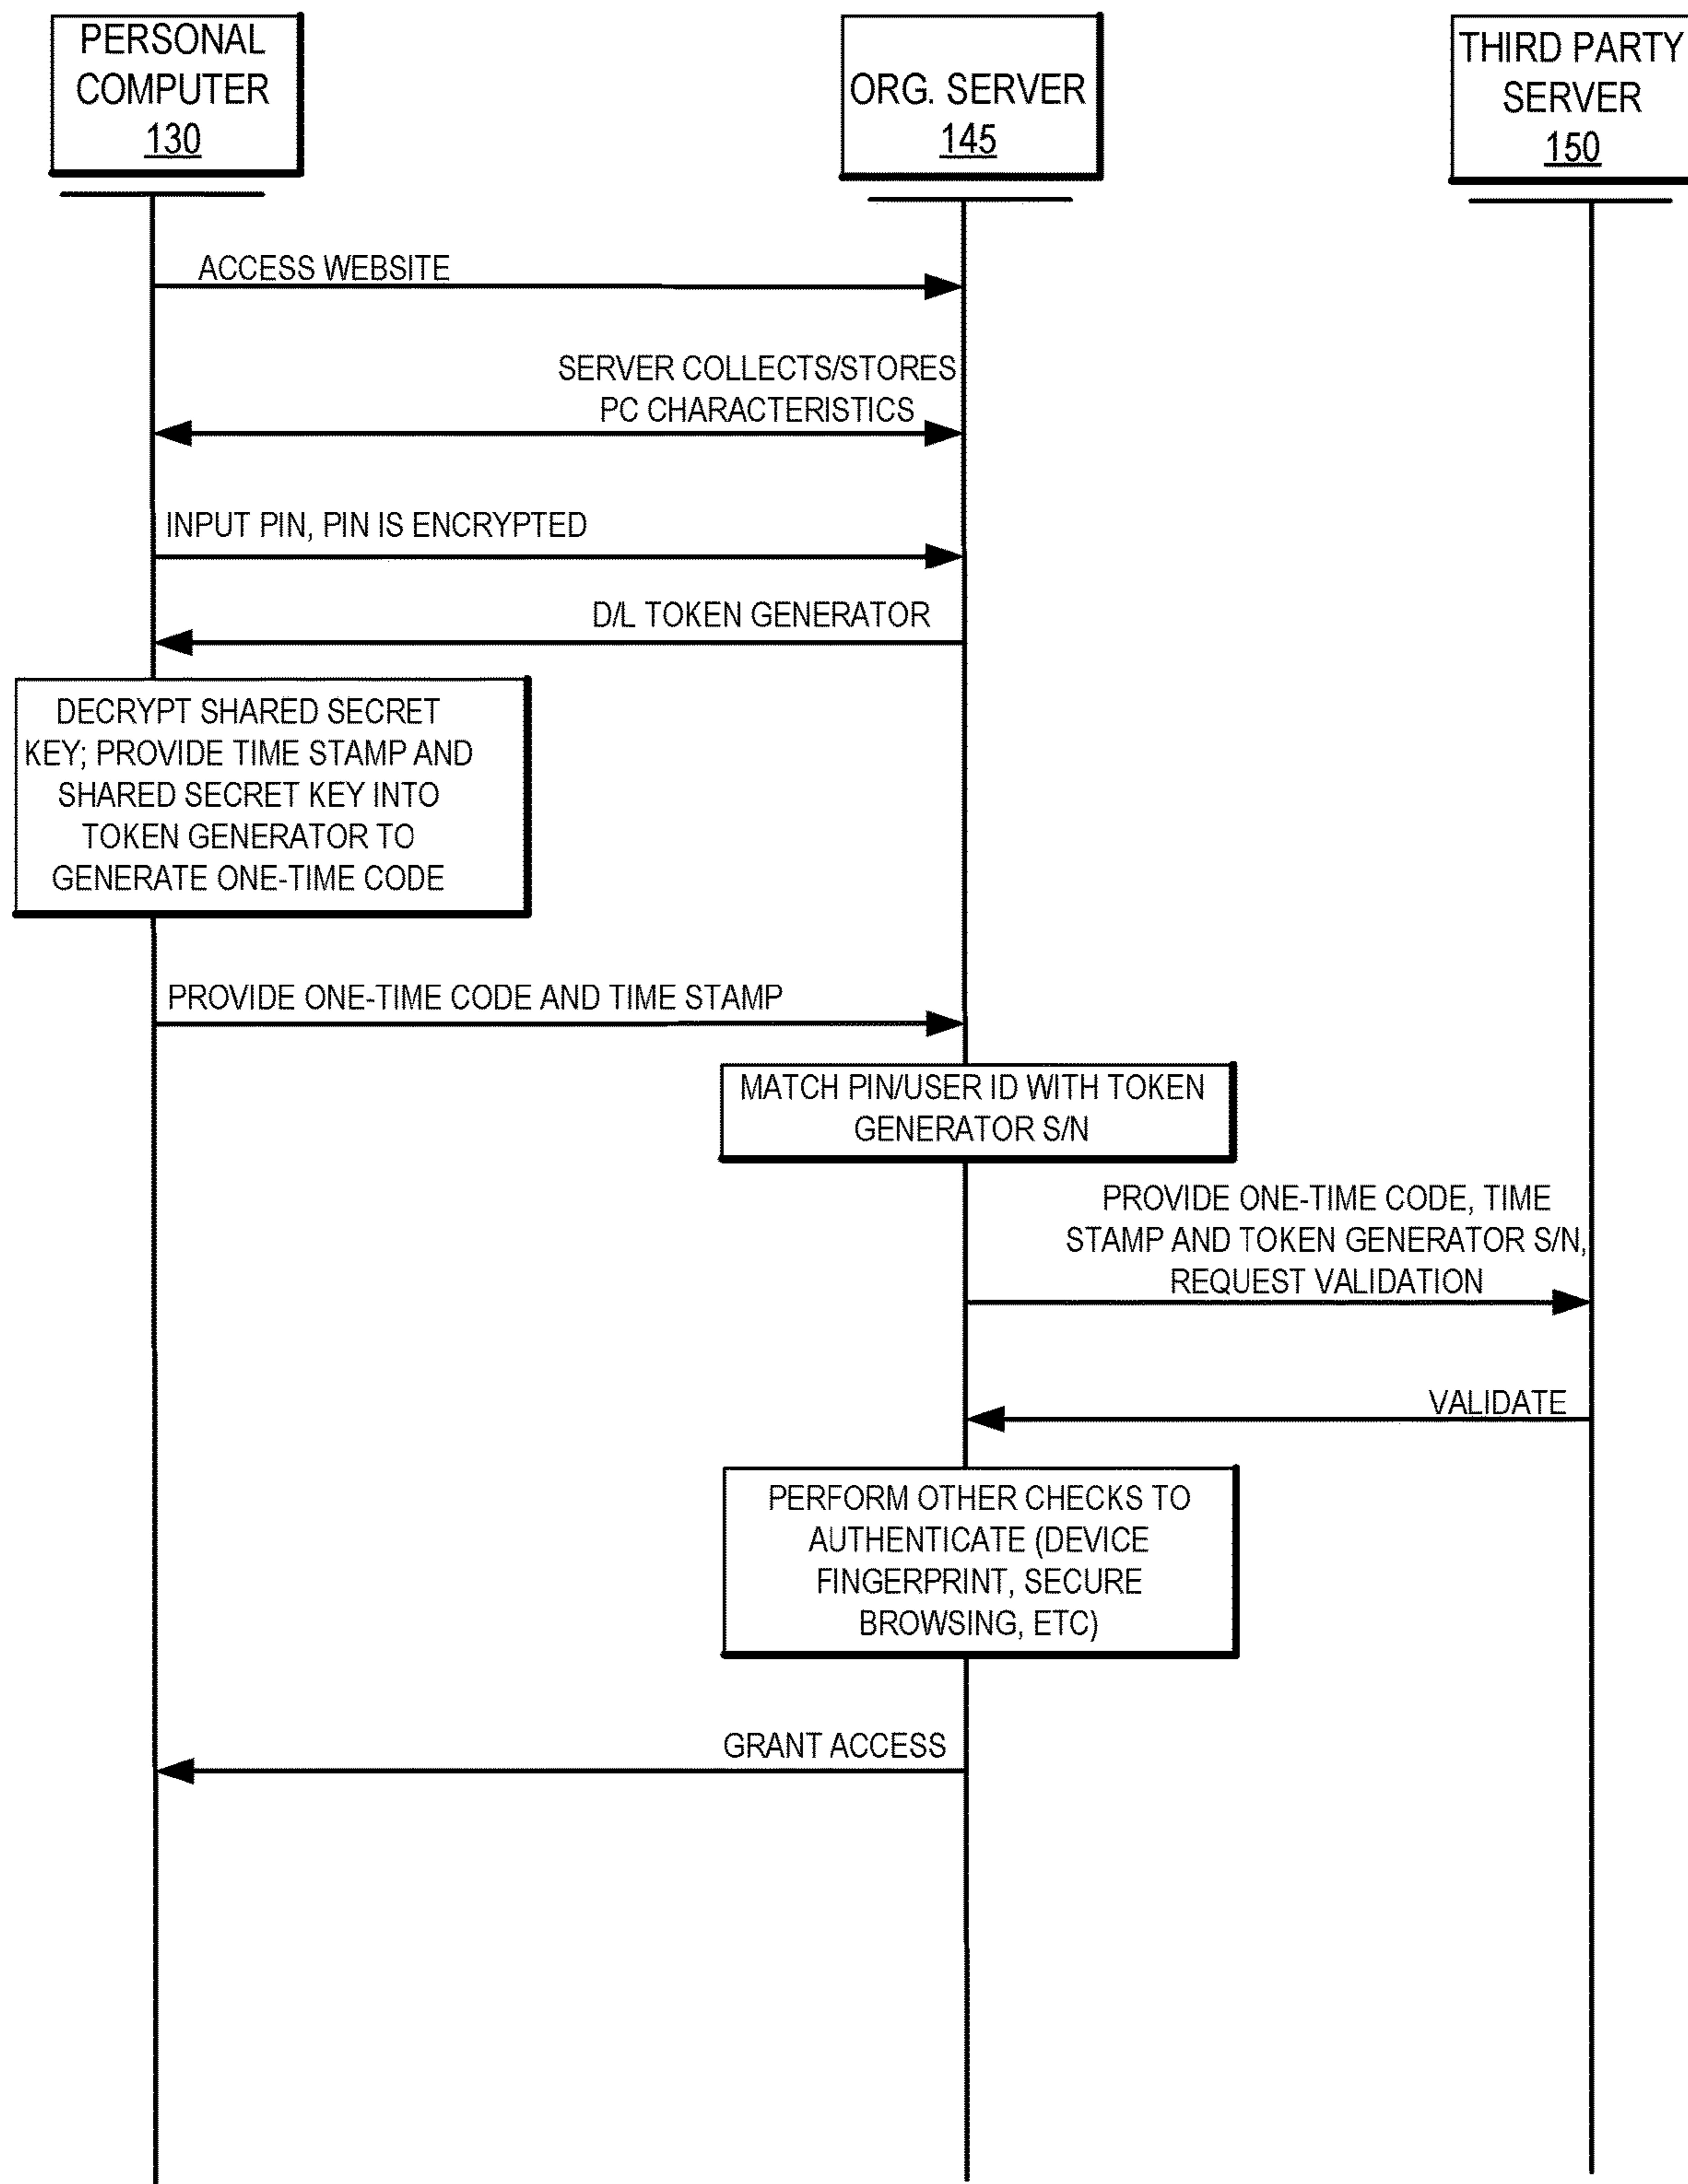 PERSONAL
COMPUTER
130
ORG. SERVER
145
THIRD PARTY
SERVER
150
ACCESS WEBSITE
SERVER COLLECTS/STORES
PC CHARACTERISTICS
INPUT PIN, PIN IS ENCRYPTED
D/L TOKEN GENERATOR
DECRYPT SHARED SECRET
KEY; PROVIDE TIME STAMP AND
SHARED SECRET KEY INTO
TOKEN GENERATOR TO
GENERATE ONE-TIME CODE
PROVIDE ONE-TIME CODE AND TIME STAMP
MATCH PIN/USER ID WITH TOKEN
GENERATOR S/N
PROVIDE ONE-TIME CODE, TIME
STAMP AND TOKEN GENERATOR S/N,
REQUEST VALIDATION
VALIDATE
PERFORM OTHER CHECKS TO
AUTHENTICATE (DEVICE
FINGERPRINT, SECURE
BROWSING, ETC)
GRANT ACCESS